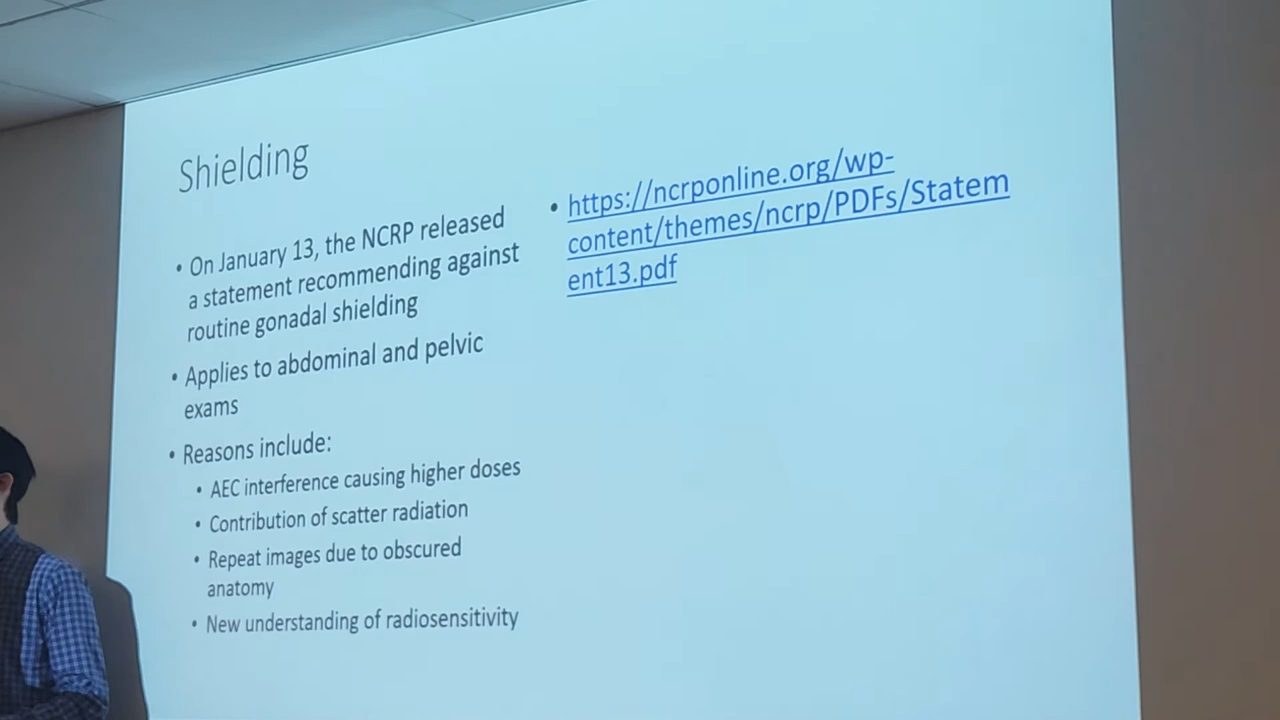 Shielding
• On January 13, the NCRP released
a statement recommending against
routine gonadal shielding
• Applies to abdominal and pelvic
exams
• Reasons include:
• AEC interference causing higher doses
• Contribution of scatter radiation
• Repeat images due to obscured
anatomy
• New understanding of radiosensitivity
• https://ncrponline.org/wp-
content/themes/ncrp/PDFs/Statem
ent13.pdf